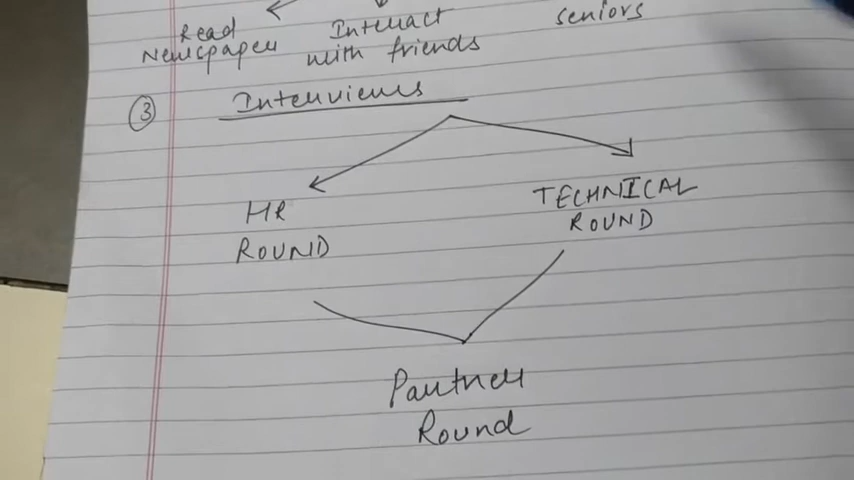 Read
Newspaper
Interact
with friends
seniors
3
Interviews
HR
ROUND
TECHNICAL
ROUND
Partner
Round